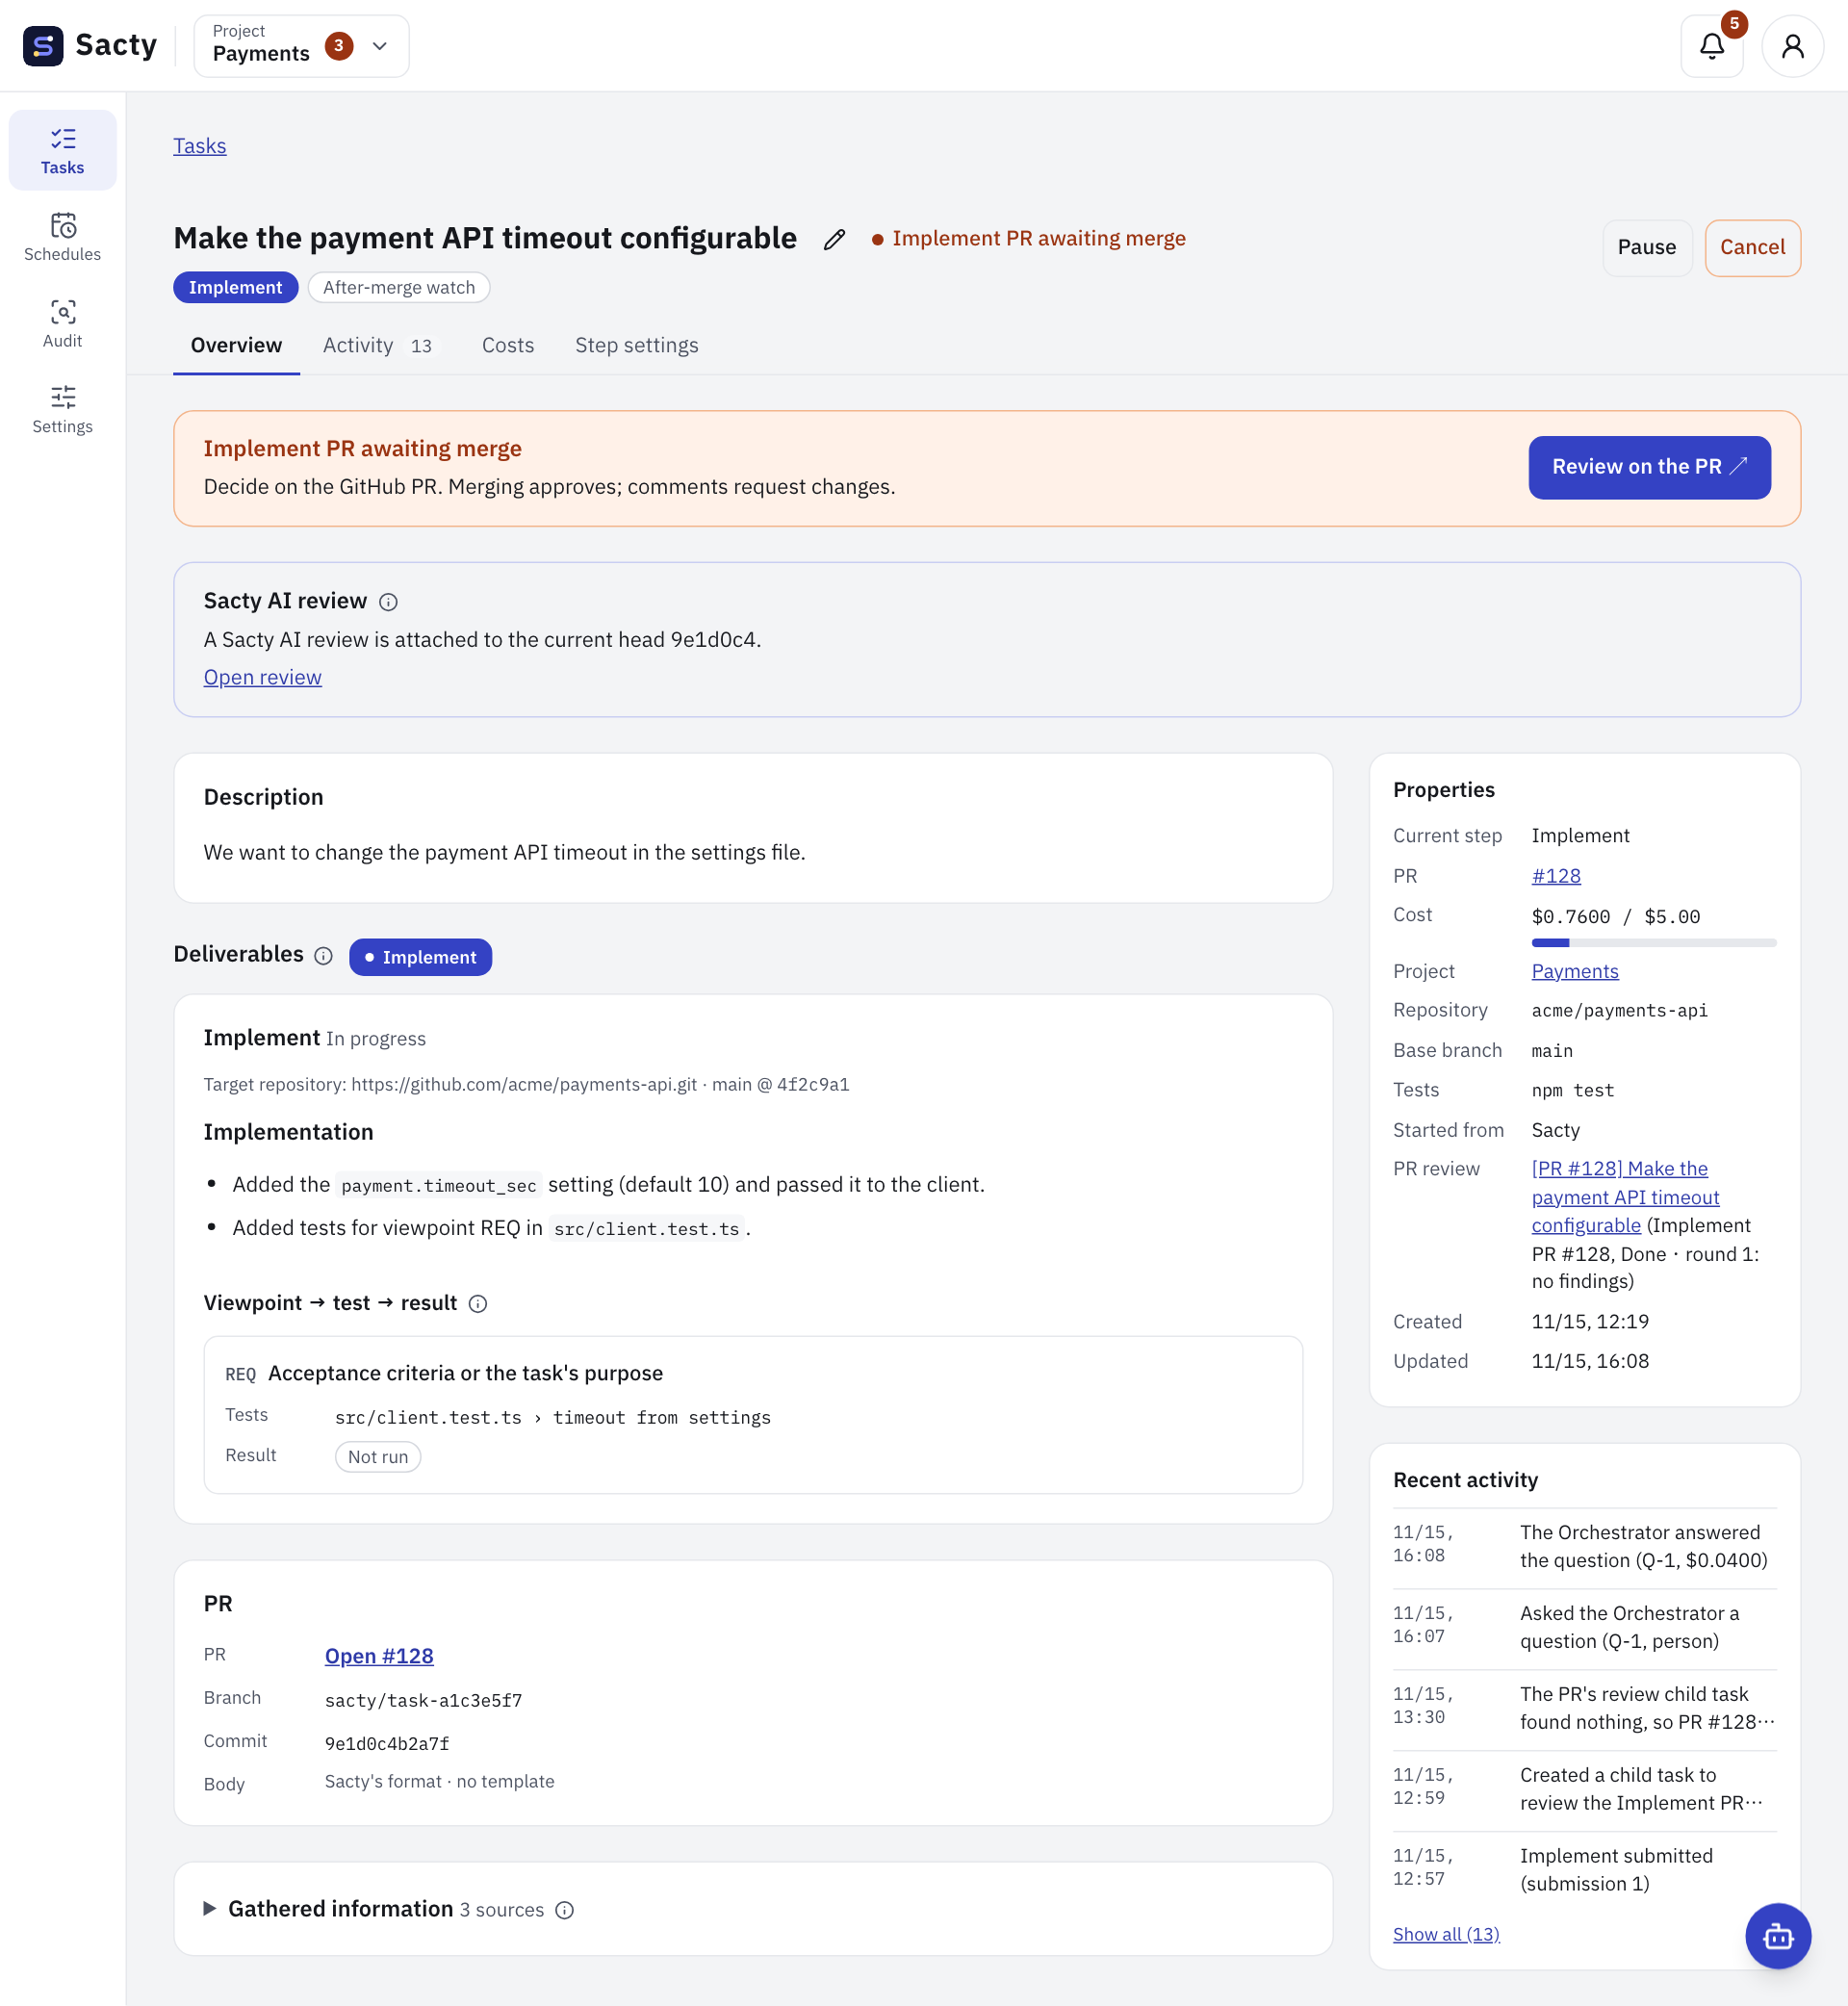 Sacty
Project
Payments 3
5
Tasks
Schedules
Audit
Settings
Tasks
Make the payment API timeout configurable
Implement PR awaiting merge
Pause
Cancel
Implement
After-merge watch
Overview
Activity 13
Costs
Step settings
Implement PR awaiting merge
Decide on the GitHub PR. Merging approves; comments request changes.
Review on the PR
Sacty AI review
A Sacty AI review is attached to the current head 9e1d0c4.
Open review
Description
We want to change the payment API timeout in the settings file.
Deliverables
Implement
Implement In progress
Target repository: https://github.com/acme/payments-api.git · main @ 4f2c9a1
Implementation
• Added the payment.timeout_sec setting (default 10) and passed it to the client.
• Added tests for viewpoint REQ in src/client.test.ts.
Viewpoint → test → result
REQ Acceptance criteria or the task's purpose
Tests src/client.test.ts › timeout from settings
Result Not run
PR
PR Open #128
Branch sacty/task-a1c3e5f7
Commit 9e1d0c4b2a7f
Body Sacty's format · no template
Gathered information 3 sources
Properties
Current step Implement
PR #128
Cost $0.7600 / $5.00
Project Payments
Repository acme/payments-api
Base branch main
Tests npm test
Started from Sacty
PR review [PR #128] Make the
payment API timeout
configurable (Implement
PR #128, Done · round 1:
no findings)
Created 11/15, 12:19
Updated 11/15, 16:08
Recent activity
11/15, 16:08
The Orchestrator answered
the question (Q-1, $0.0400)
11/15, 16:07
Asked the Orchestrator a
question (Q-1, person)
11/15, 13:30
The PR's review child task
found nothing, so PR #128…
11/15, 12:59
Created a child task to
review the Implement PR…
11/15, 12:57
Implement submitted
(submission 1)
Show all (13)